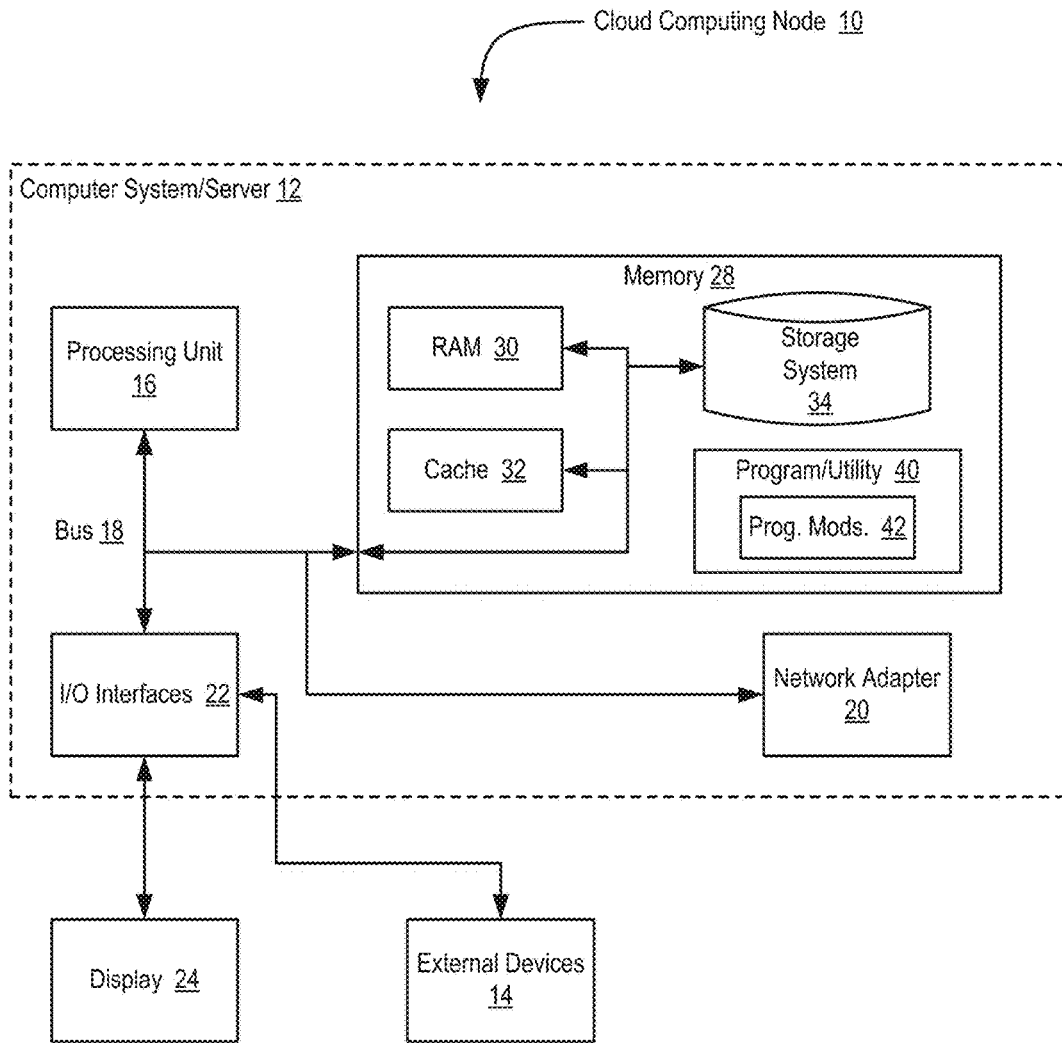 Cloud Computing Node 10
Computer System/Server 12
Memory 28
Processing Unit
16
RAM 30
Storage
System
34
Cache 32
Program/Utility 40
Prog. Mods. 42
Bus 18
I/O Interfaces 22
Network Adapter
20
Display 24
External Devices
14